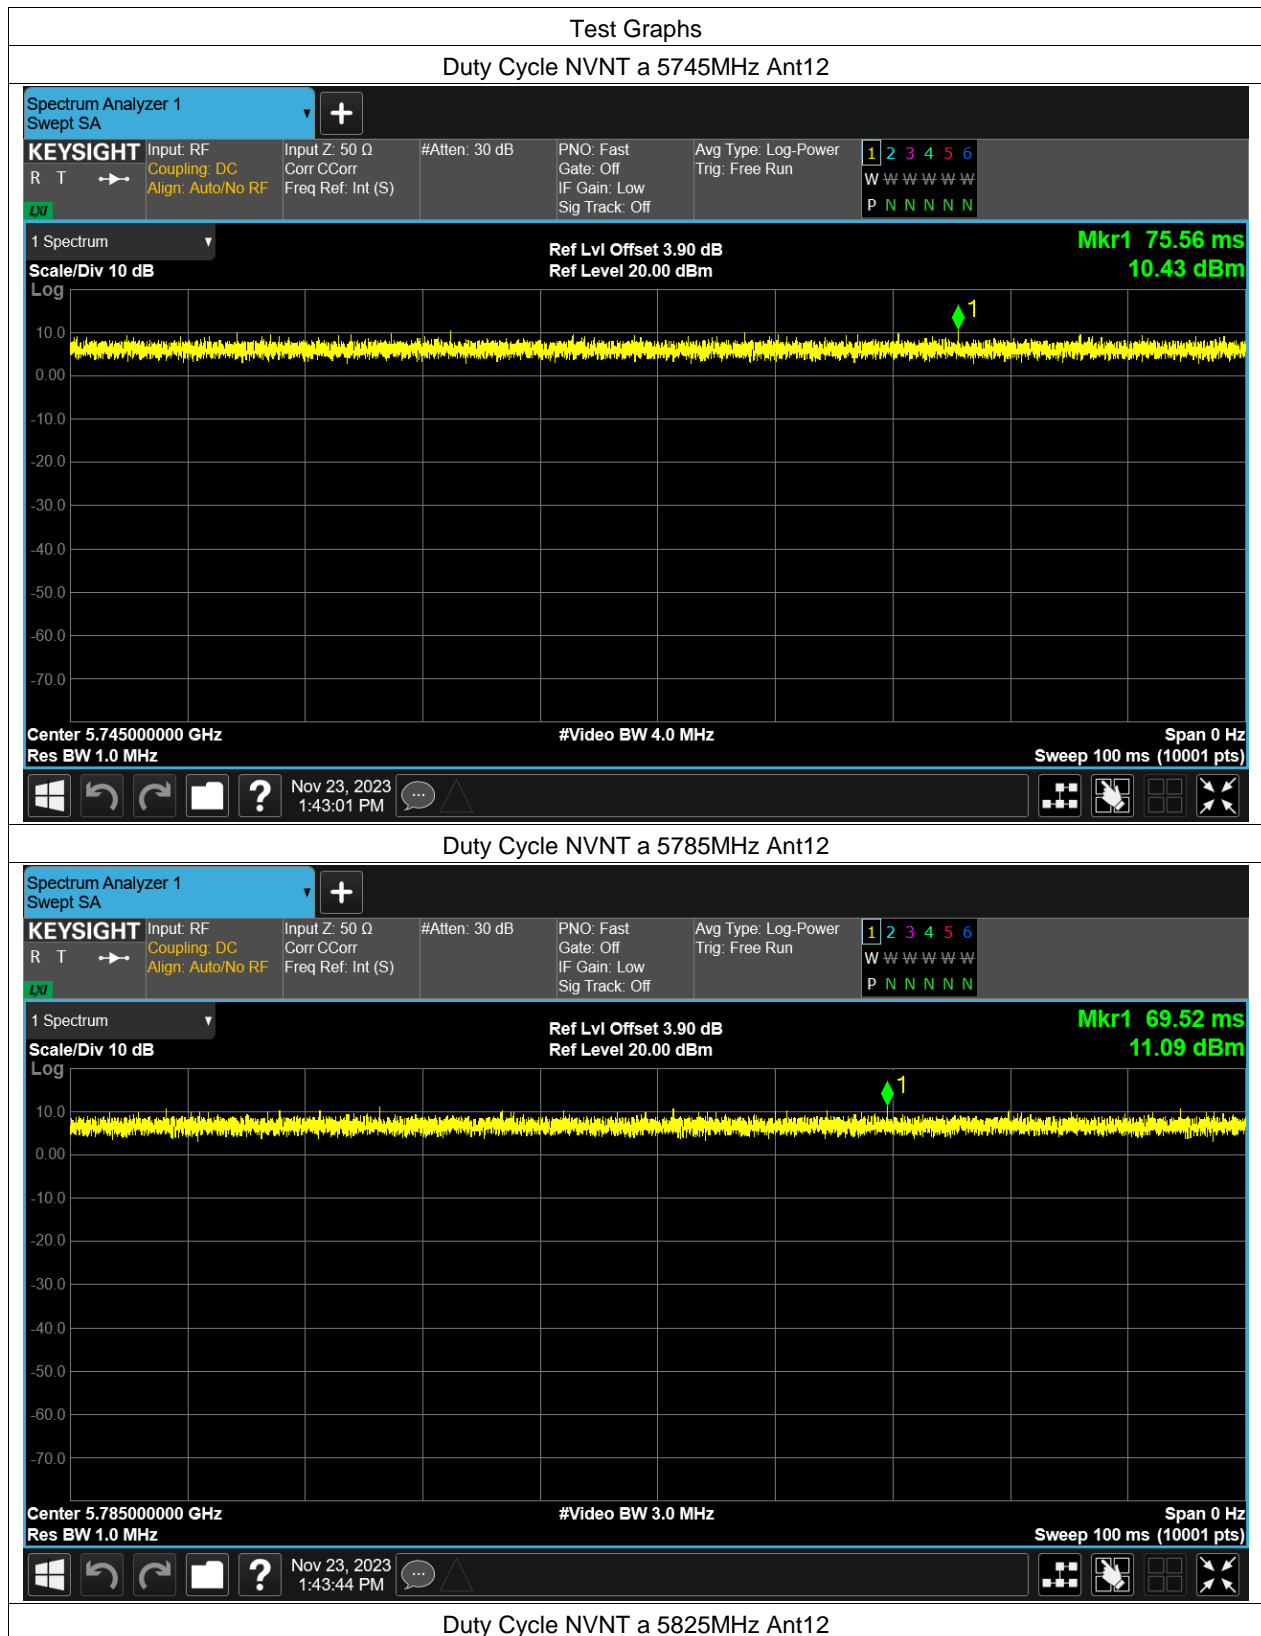 Test Graphs
Duty Cycle NVNT a 5745MHz Ant12
Spectrum Analyzer 1
Swept SA
KEYSIGHT Input: RF Input Z: 50 Ω #Atten: 30 dB PNO: Fast Avg Type: Log-Power 1 2 3 4 5 6
R T Coupling: DC Corr CCorr Gate: Off Trig: Free Run W W W W W W
Align: Auto/No RF Freq Ref: Int (S) IF Gain: Low
LXI Sig Track: Off P N N N N N
1 Spectrum Ref Lvl Offset 3.90 dB Mkr1 75.56 ms
Scale/Div 10 dB Ref Level 20.00 dBm 10.43 dBm
Log
1
10.0
0.00
-10.0
-20.0
-30.0
-40.0
-50.0
-60.0
-70.0
Center 5.745000000 GHz #Video BW 4.0 MHz Span 0 Hz
Res BW 1.0 MHz Sweep 100 ms (10001 pts)
Nov 23, 2023
1:43:01 PM
Duty Cycle NVNT a 5785MHz Ant12
Spectrum Analyzer 1
Swept SA
KEYSIGHT Input: RF Input Z: 50 Ω #Atten: 30 dB PNO: Fast Avg Type: Log-Power 1 2 3 4 5 6
R T Coupling: DC Corr CCorr Gate: Off Trig: Free Run W W W W W W
Align: Auto/No RF Freq Ref: Int (S) IF Gain: Low
LXI Sig Track: Off P N N N N N
1 Spectrum Ref Lvl Offset 3.90 dB Mkr1 69.52 ms
Scale/Div 10 dB Ref Level 20.00 dBm 11.09 dBm
Log
1
10.0
0.00
-10.0
-20.0
-30.0
-40.0
-50.0
-60.0
-70.0
Center 5.785000000 GHz #Video BW 3.0 MHz Span 0 Hz
Res BW 1.0 MHz Sweep 100 ms (10001 pts)
Nov 23, 2023
1:43:44 PM
Duty Cycle NVNT a 5825MHz Ant12